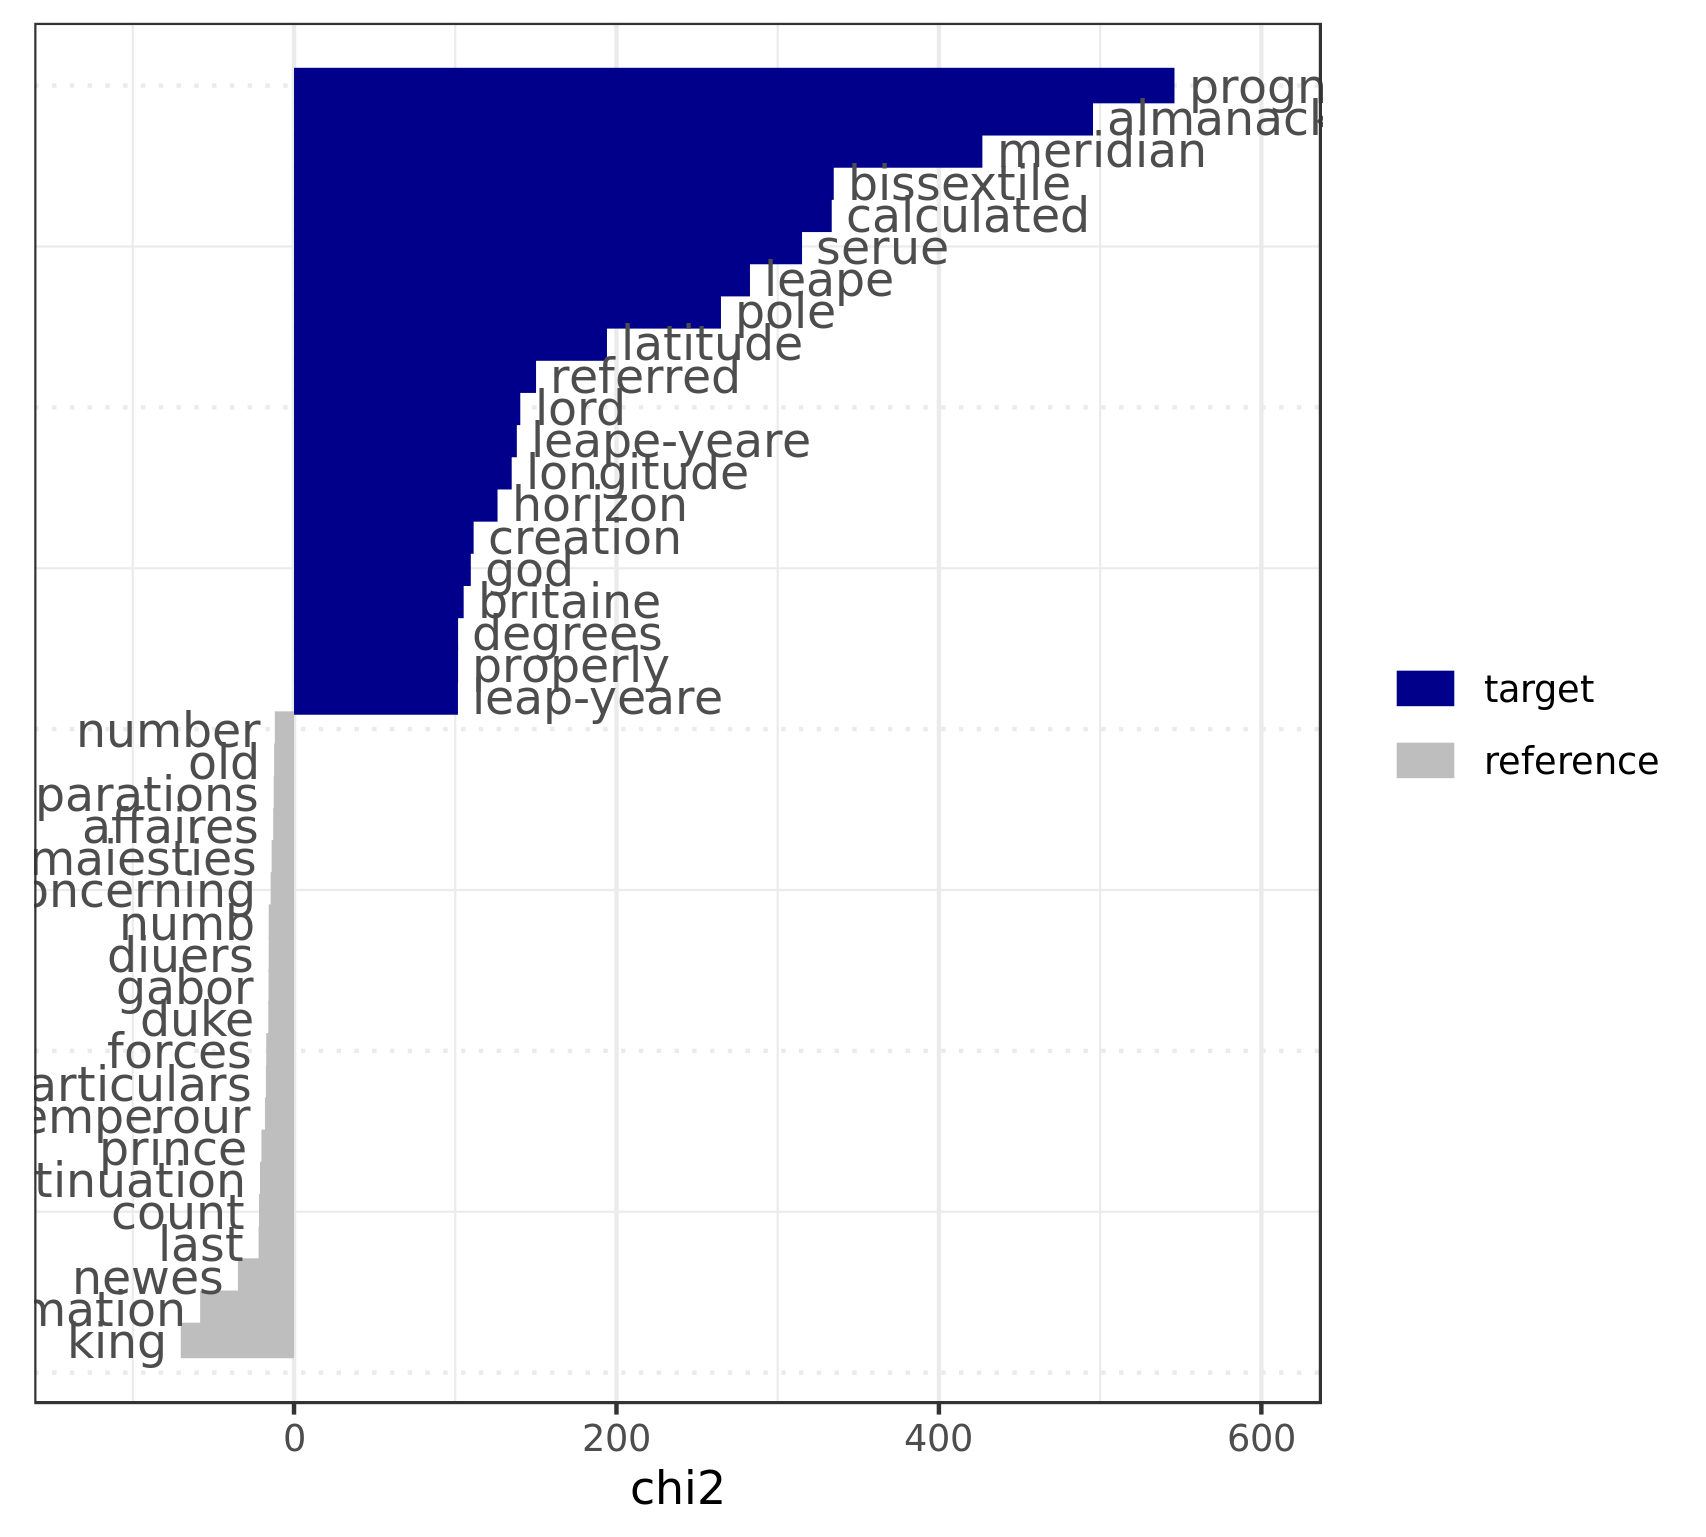 progn
almanack
meridian
bissextile
calculated
serue
leape
pole
latitude
referred
lord
leape-yeare
longitude
horizon
creation
god
britaine
degrees
properly
leap-yeare
number
old
parations
affaires
maiesties
oncerning
numb
diuers
gabor
duke
forces
articulars
emperour
prince
tinuation
count
last
newes
mation
king
target
reference
0 200 400 600
chi2